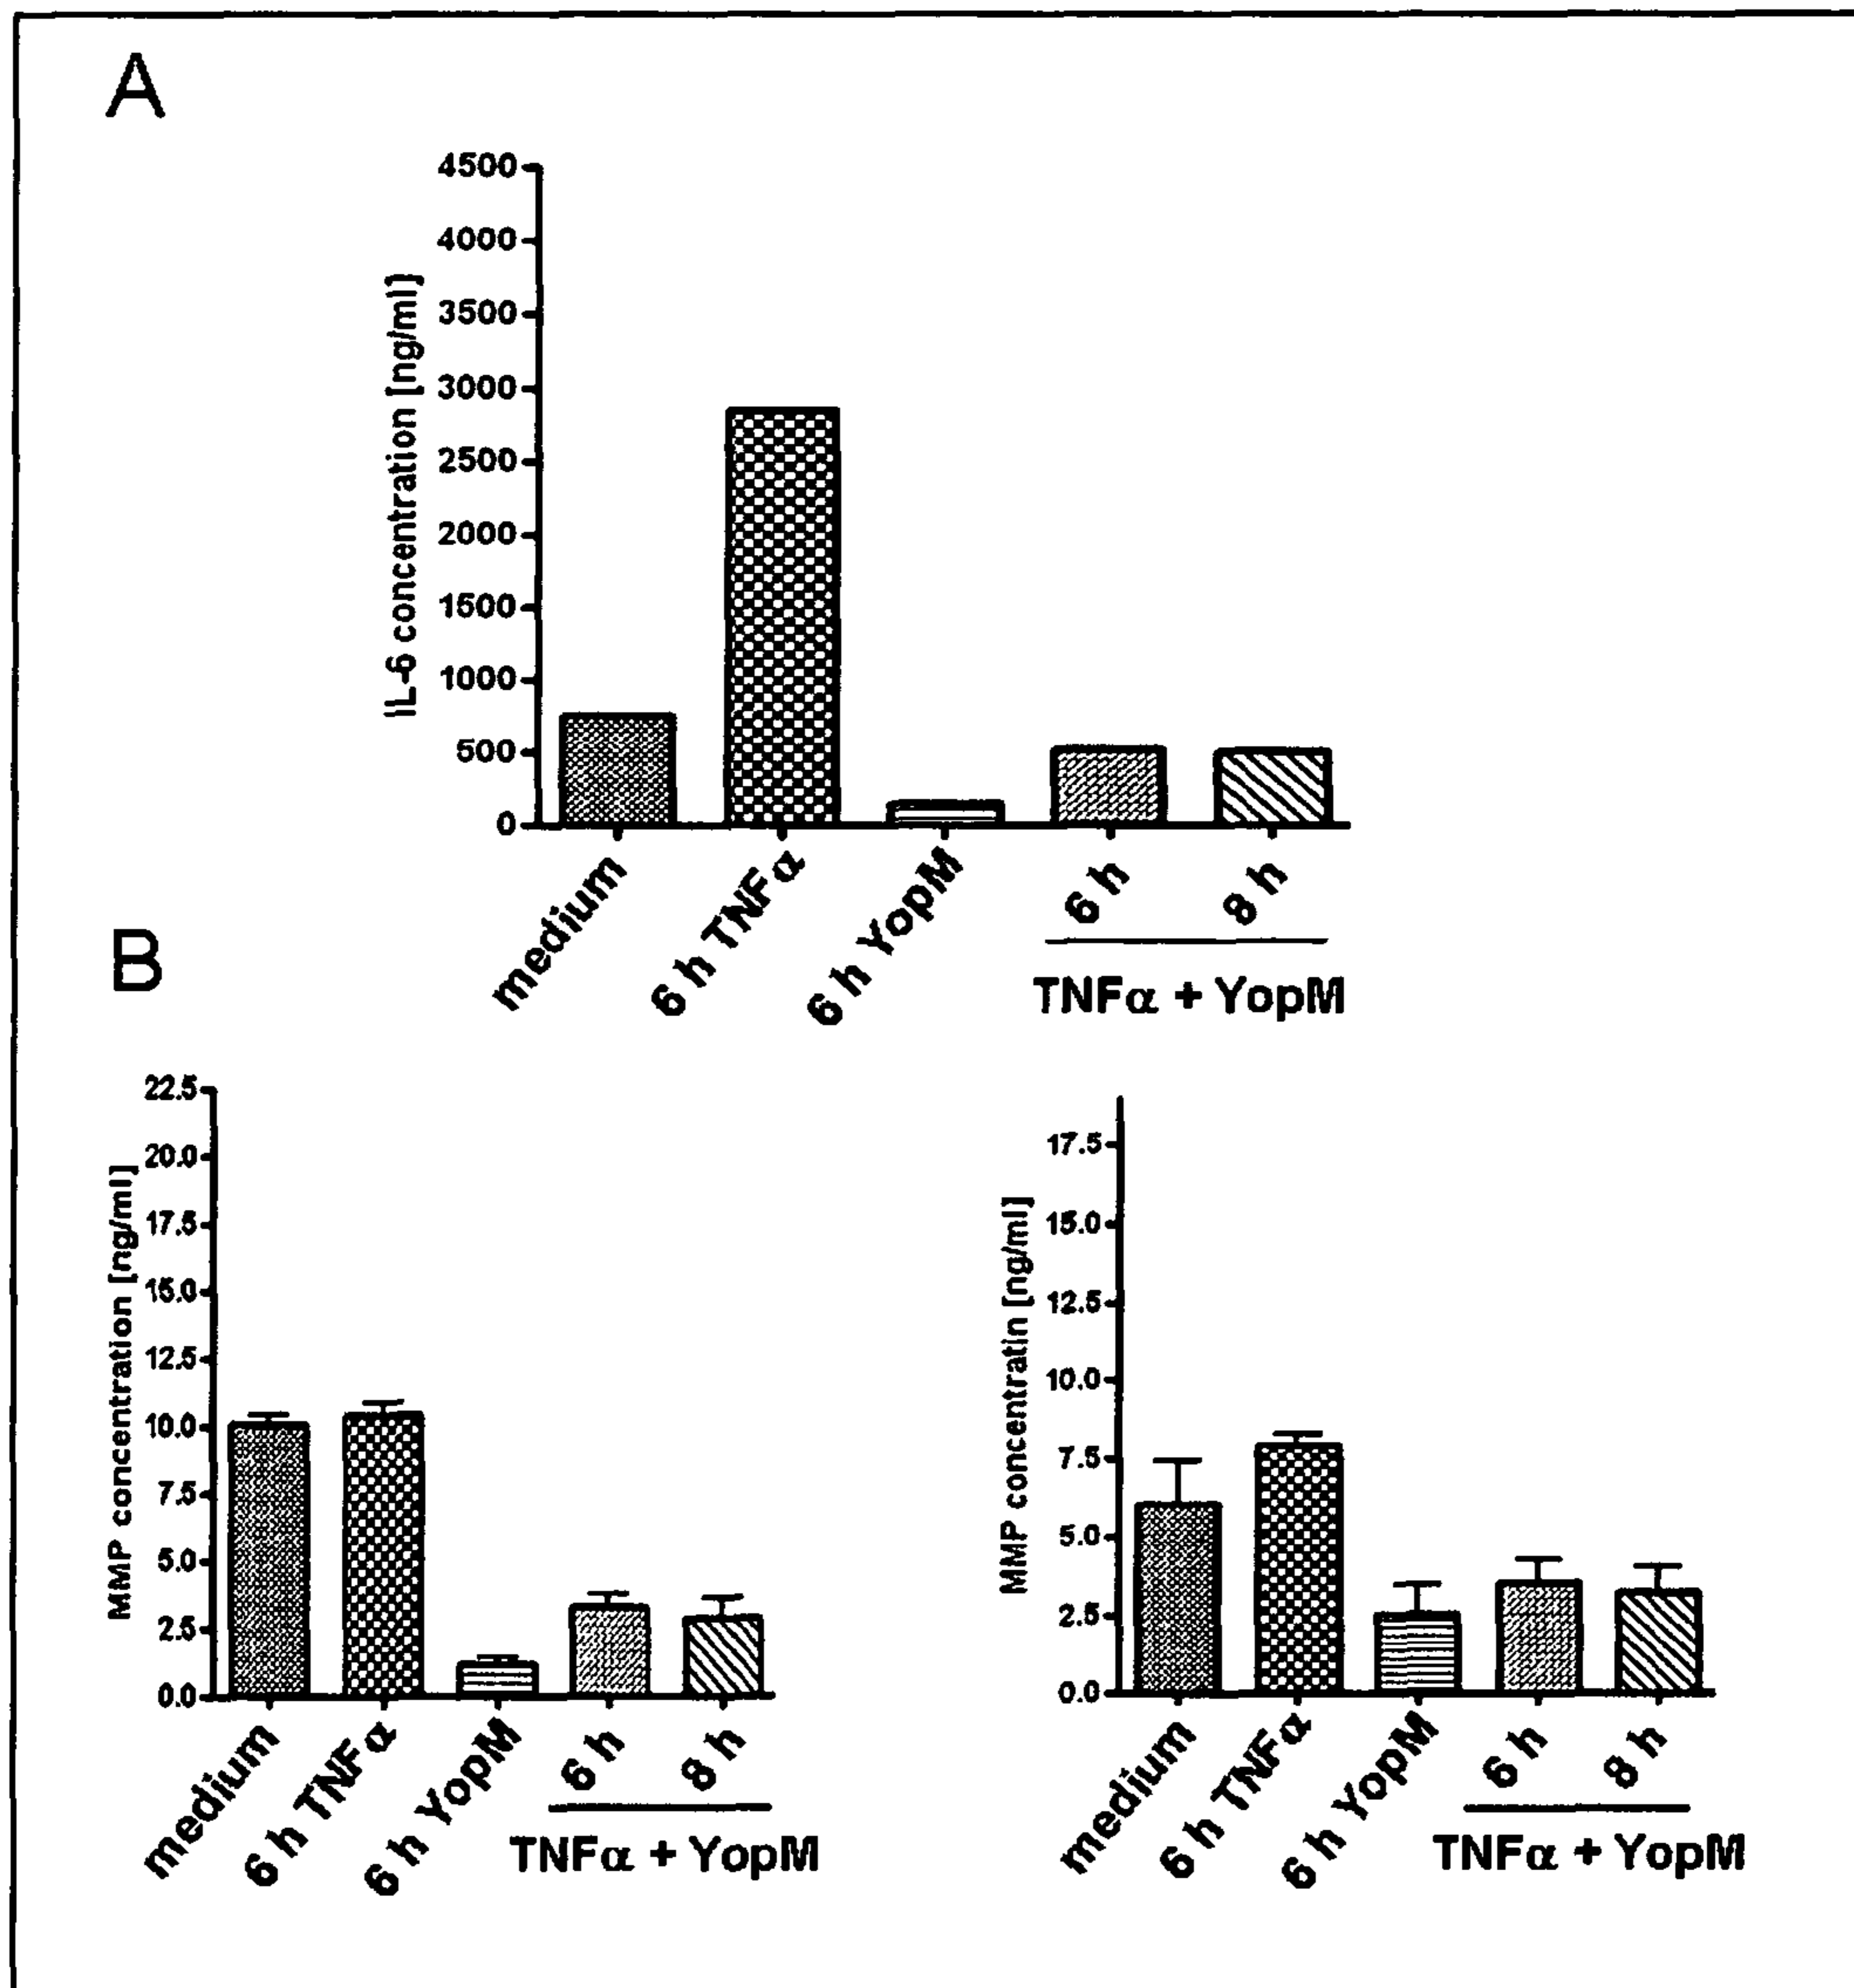 A
4500
4000
3500
3000
2500
2000
1500
1000
500
0
IL-6 concentration [ng/ml]
medium
6 h TNFα
6 h YopM
6 h
8 h
TNFα + YopM
B
22.5
20.0
17.5
15.0
12.5
10.0
7.5
5.0
2.5
0.0
MMP concentration [ng/ml]
medium
6 h TNFα
6 h YopM
6 h
8 h
TNFα + YopM
17.5
15.0
12.5
10.0
7.5
5.0
2.5
0.0
MMP concentratin [ng/ml]
medium
6 h TNFα
6 h YopM
6 h
8 h
TNFα + YopM